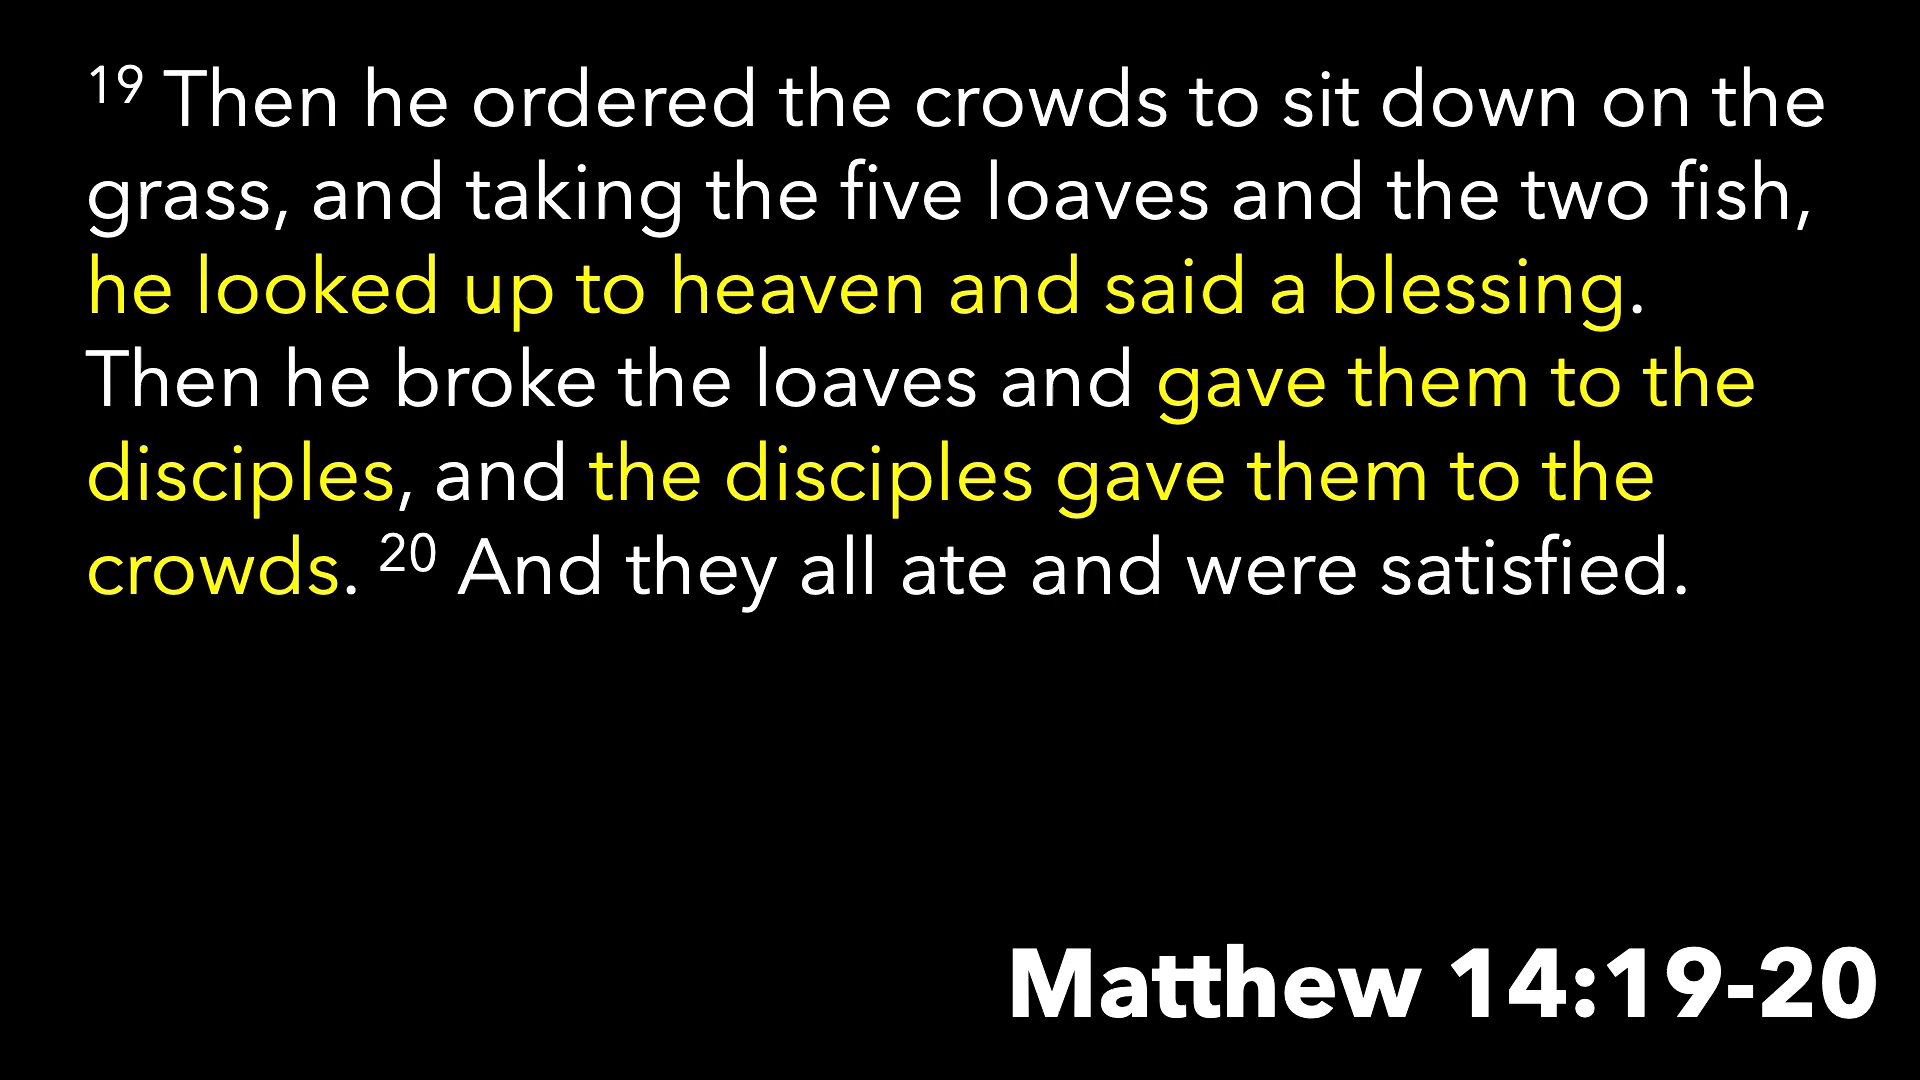 19 Then he ordered the crowds to sit down on the
grass, and taking the five loaves and the two fish,
he looked up to heaven and said a blessing.
Then he broke the loaves and gave them to the
disciples, and the disciples gave them to the
crowds. 20 And they all ate and were satisfied.
Matthew 14:19-20